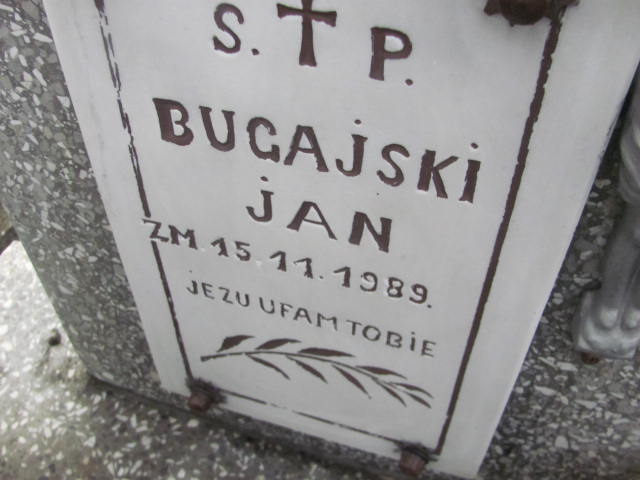 S. † P.
BUGAJSKI
JAN
ZM. 15. 11. 1989.
JEZU UFAM TOBIE